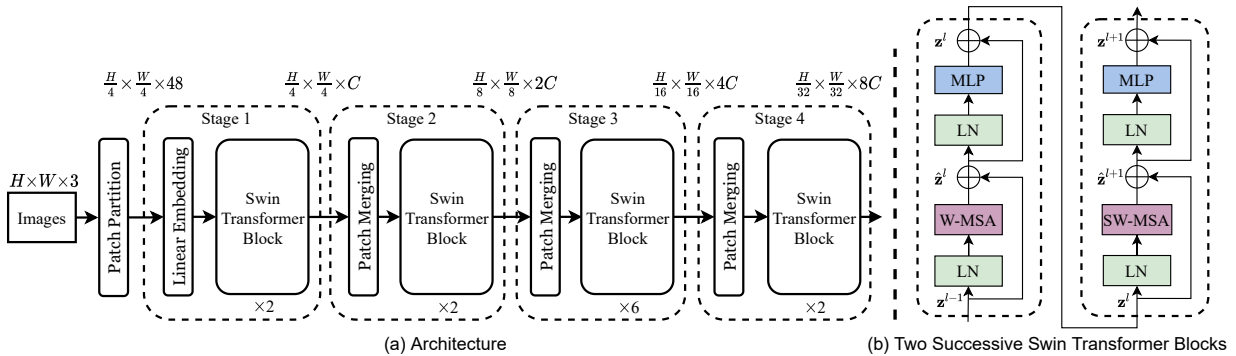 H/4 × W/4 × 48
H/4 × W/4 × C
H/8 × W/8 × 2C
H/16 × W/16 × 4C
H/32 × W/32 × 8C
Stage 1
Stage 2
Stage 3
Stage 4
H×W×3
Images
Patch Partition
Linear Embedding
Swin
Transformer
Block
×2
Patch Merging
Swin
Transformer
Block
×2
Patch Merging
Swin
Transformer
Block
×6
Patch Merging
Swin
Transformer
Block
×2
(a) Architecture
z^l
MLP
LN
ẑ^l
W-MSA
LN
z^{l-1}
z^{l+1}
MLP
LN
ẑ^{l+1}
SW-MSA
LN
z^l
(b) Two Successive Swin Transformer Blocks